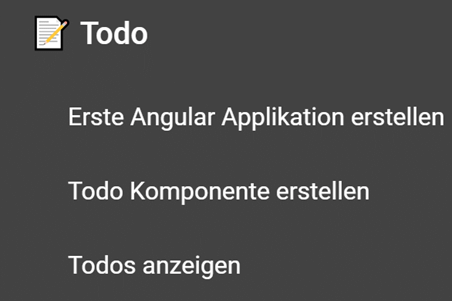 Todo
Erste Angular Applikation erstellen
Todo Komponente erstellen
Todos anzeigen